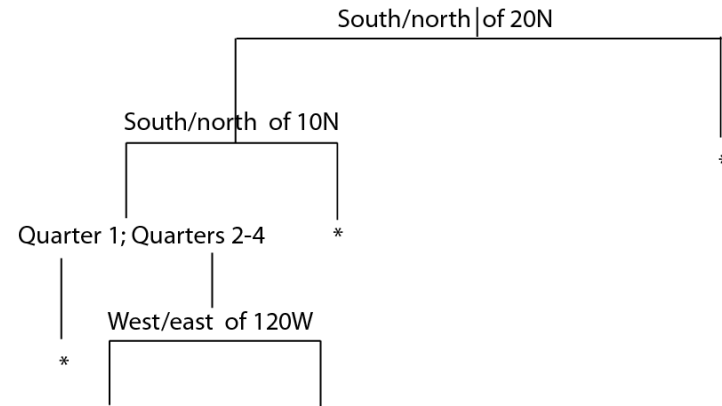 South/north of 20N
South/north of 10N
*
Quarter 1; Quarters 2-4
*
West/east of 120W
*